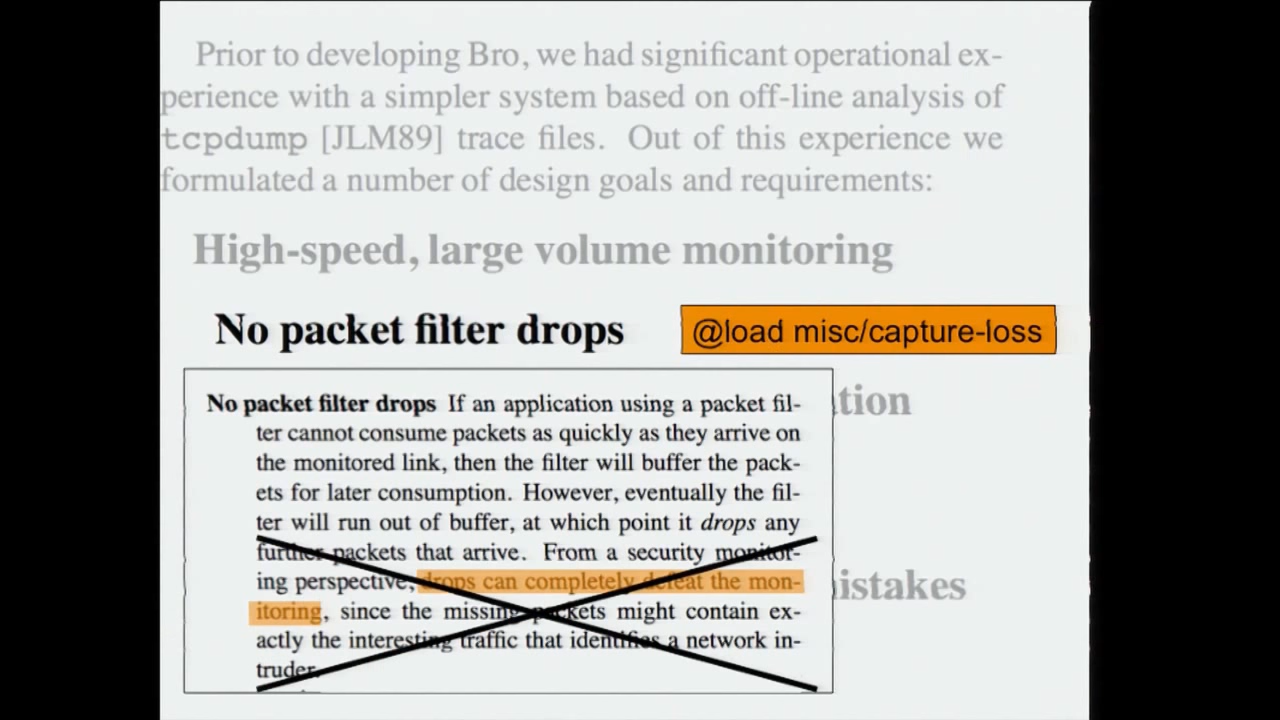 Prior to developing Bro, we had significant operational ex-
perience with a simpler system based on off-line analysis of
tcpdump [JLM89] trace files. Out of this experience we
formulated a number of design goals and requirements:
High-speed, large volume monitoring
No packet filter drops
@load misc/capture-loss
No packet filter drops If an application using a packet fil-
ter cannot consume packets as quickly as they arrive on
the monitored link, then the filter will buffer the pack-
ets for later consumption. However, eventually the fil-
ter will run out of buffer, at which point it drops any
further packets that arrive. From a security monitor-
ing perspective, drops can completely defeat the mon-
itoring, since the missing packets might contain ex-
actly the interesting traffic that identifies a network in-
truder.